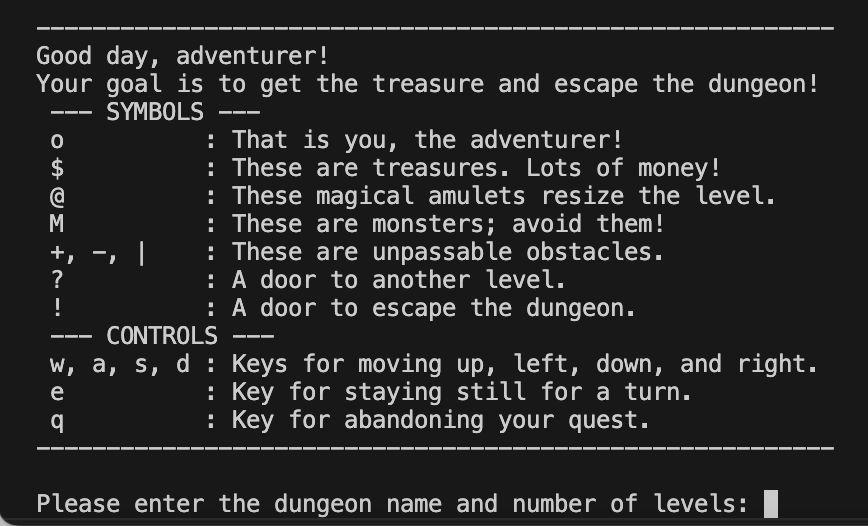 ---------------------------------------------------------
Good day, adventurer!
Your goal is to get the treasure and escape the dungeon!
 --- SYMBOLS ---
 o          : That is you, the adventurer!
 $          : These are treasures. Lots of money!
 @          : These magical amulets resize the level.
 M          : These are monsters; avoid them!
 +, -, |    : These are unpassable obstacles.
 ?          : A door to another level.
 !          : A door to escape the dungeon.
 --- CONTROLS ---
 w, a, s, d : Keys for moving up, left, down, and right.
 e          : Key for staying still for a turn.
 q          : Key for abandoning your quest.
---------------------------------------------------------
Please enter the dungeon name and number of levels: